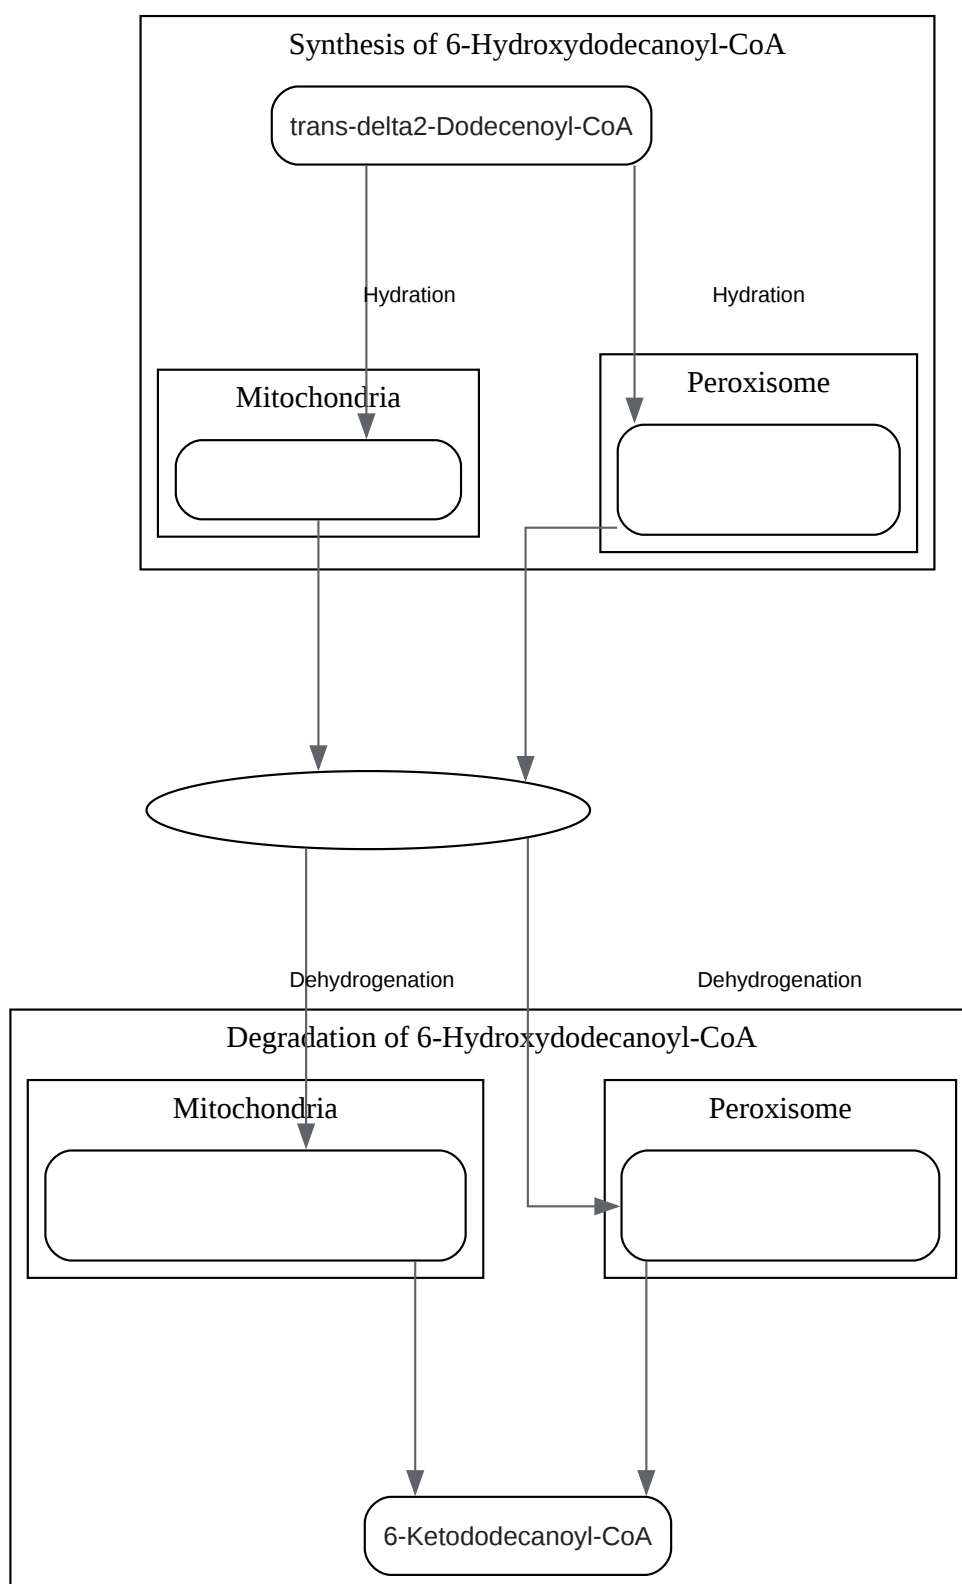 Synthesis of 6-Hydroxydodecanoyl-CoA
trans-delta2-Dodecenoyl-CoA
Hydration
Hydration
Mitochondria
Peroxisome
Dehydrogenation
Dehydrogenation
Degradation of 6-Hydroxydodecanoyl-CoA
Mitochondria
Peroxisome
6-Ketododecanoyl-CoA